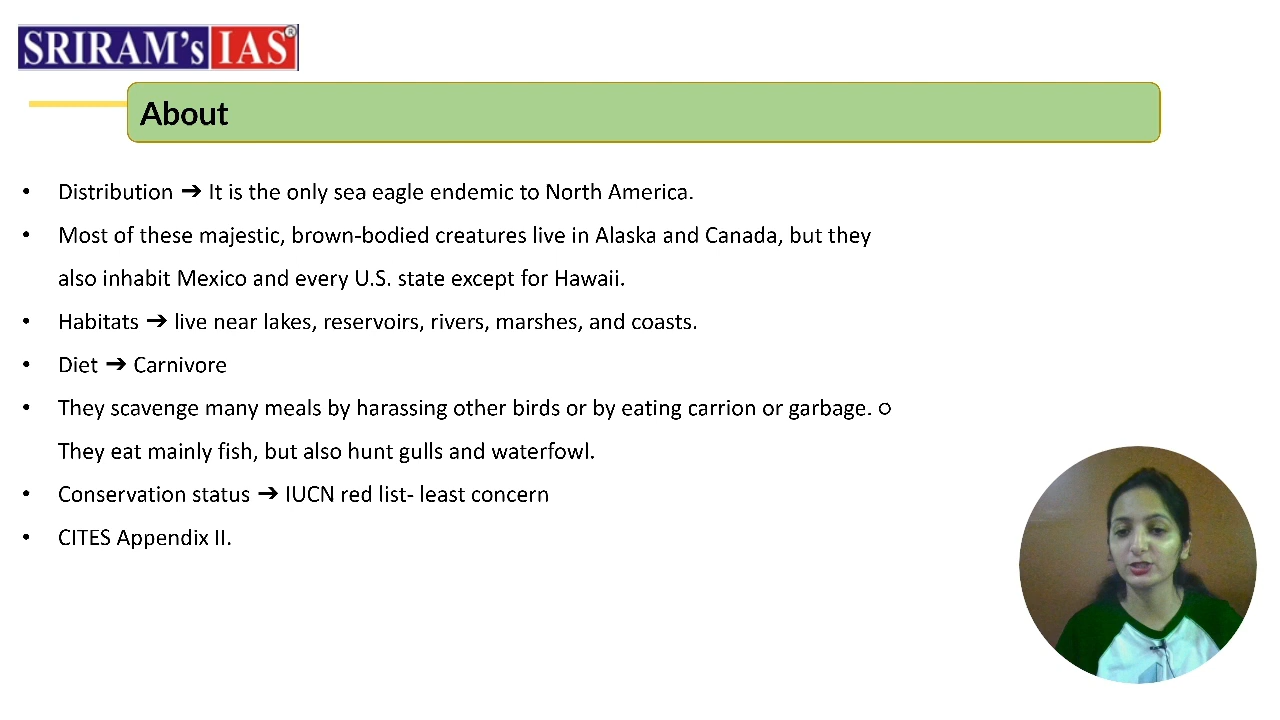 SRIRAM's IAS ®
About
• Distribution ➔ It is the only sea eagle endemic to North America.
• Most of these majestic, brown-bodied creatures live in Alaska and Canada, but they
also inhabit Mexico and every U.S. state except for Hawaii.
• Habitats ➔ live near lakes, reservoirs, rivers, marshes, and coasts.
• Diet ➔ Carnivore
• They scavenge many meals by harassing other birds or by eating carrion or garbage. ○
They eat mainly fish, but also hunt gulls and waterfowl.
• Conservation status ➔ IUCN red list- least concern
• CITES Appendix II.